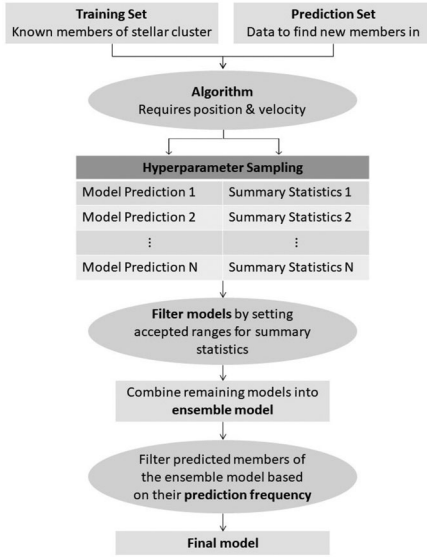 Training Set
Known members of stellar cluster
Prediction Set
Data to find new members in
Algorithm
Requires position & velocity
Hyperparameter Sampling
Model Prediction 1
Summary Statistics 1
Model Prediction 2
Summary Statistics 2
⋮
⋮
Model Prediction N
Summary Statistics N
Filter models by setting
accepted ranges for summary
statistics
Combine remaining models into
ensemble model
Filter predicted members of
the ensemble model based
on their prediction frequency
Final model